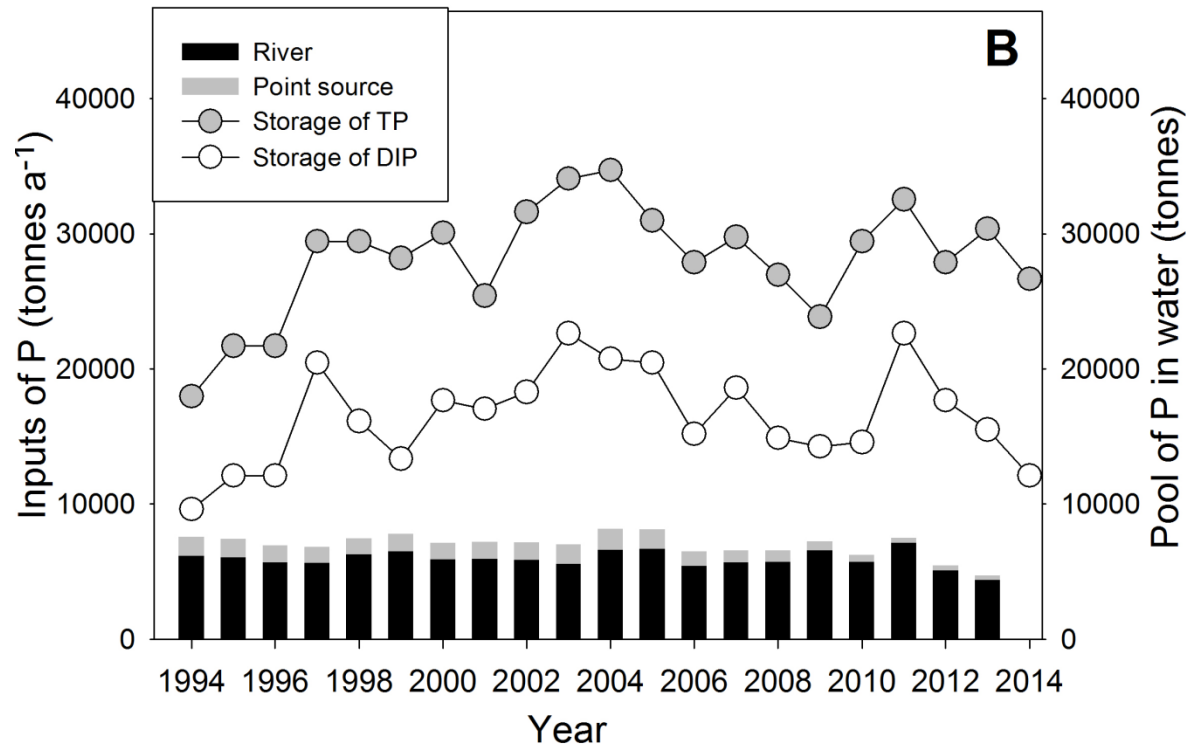 B
River
Point source
Storage of TP
Storage of DIP
Inputs of P (tonnes a⁻¹)
40000
30000
20000
10000
0
40000
30000
20000
10000
0
Pool of P in water (tonnes)
1994 1996 1998 2000 2002 2004 2006 2008 2010 2012 2014
Year